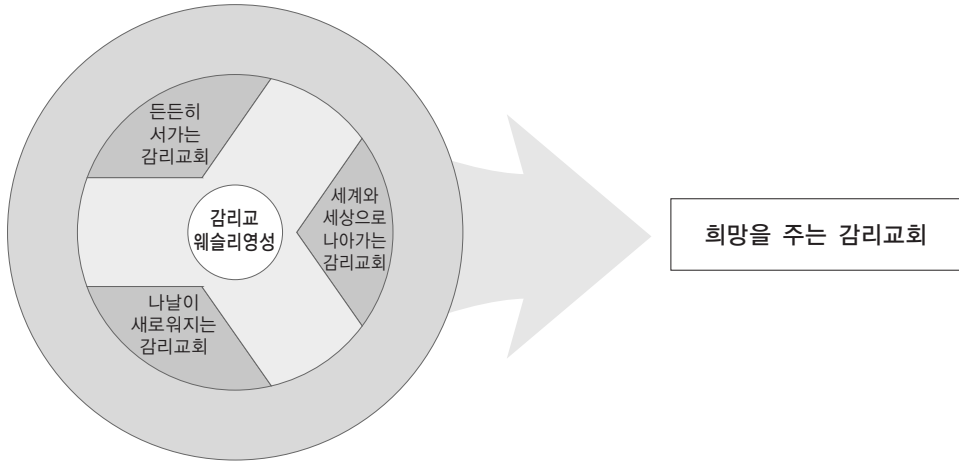 든든히
서가는
감리교회
감리교
웨슬리영성
세계와
세상으로
나아가는
감리교회
나날이
새로워지는
감리교회
희망을 주는 감리교회